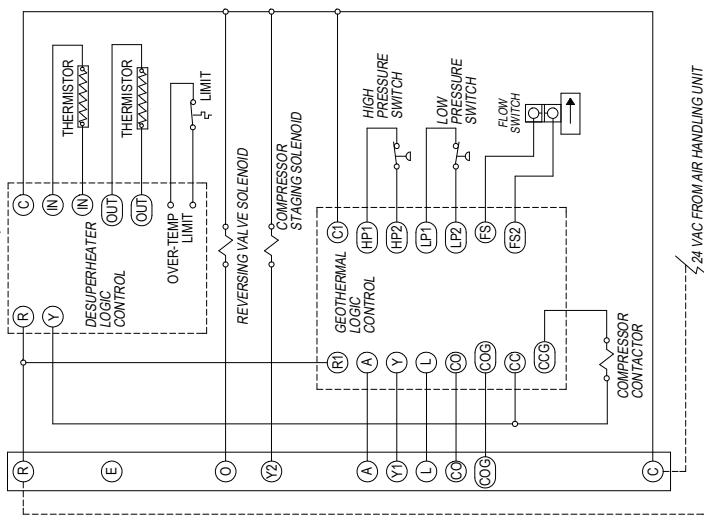 R
R
C
Y
IN
THERMISTOR
IN
DESUPERHEATER
LOGIC
CONTROL
E
OUT
THERMISTOR
OUT
OVER-TEMP
LIMIT
LIMIT
O
REVERSING VALVE SOLENOID
Y2
COMPRESSOR
STAGING SOLENOID
R1
GEOTHERMAL
LOGIC
CONTROL
C1
A
A
HP1
HIGH
PRESSURE
SWITCH
Y1
Y
HP2
L
L
LP1
LOW
PRESSURE
SWITCH
CO
CO
LP2
COG
COG
FS
FLOW
SWITCH
CC
FS2
CCG
COMPRESSOR
CONTACTOR
C
24 VAC FROM AIR HANDLING UNIT